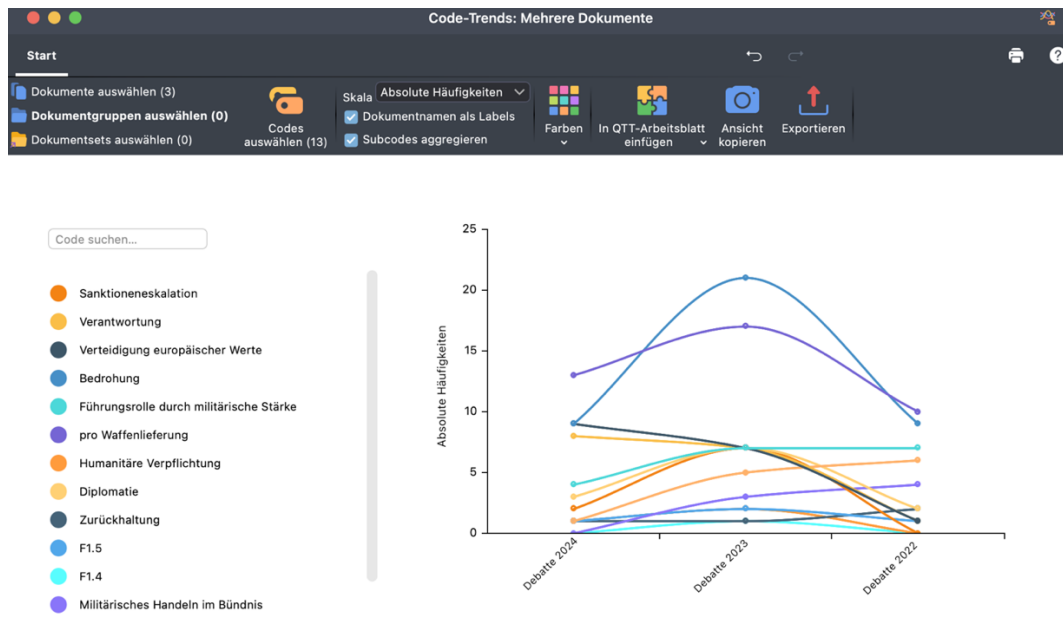 Code-Trends: Mehrere Dokumente
Start
Dokumente auswählen (3)
Dokumentgruppen auswählen (0)
Dokumentsets auswählen (0)
Codes
auswählen (13)
Skala Absolute Häufigkeiten
Dokumentnamen als Labels
Subcodes aggregieren
Farben
In QTT-Arbeitsblatt
einfügen
Ansicht
kopieren
Exportieren
?
Code suchen...
Sanktioneneskalation
Verantwortung
Verteidigung europäischer Werte
Bedrohung
Führungsrolle durch militärische Stärke
pro Waffenlieferung
Humanitäre Verpflichtung
Diplomatie
Zurückhaltung
F1.5
F1.4
Militärisches Handeln im Bündnis
Absolute Häufigkeiten
25
20
15
10
5
0
Debatte 2024
Debatte 2023
Debatte 2022